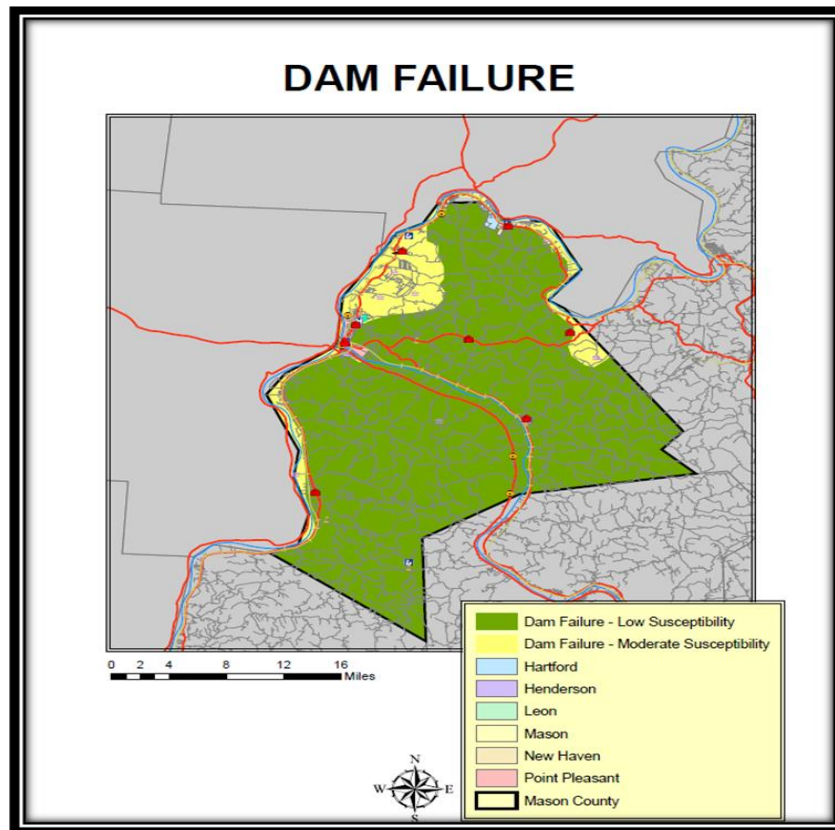 DAM FAILURE
0 2 4 8 12 16
Miles
N
W E
S
Dam Failure - Low Susceptibility
Dam Failure - Moderate Susceptibility
Hartford
Henderson
Leon
Mason
New Haven
Point Pleasant
Mason County